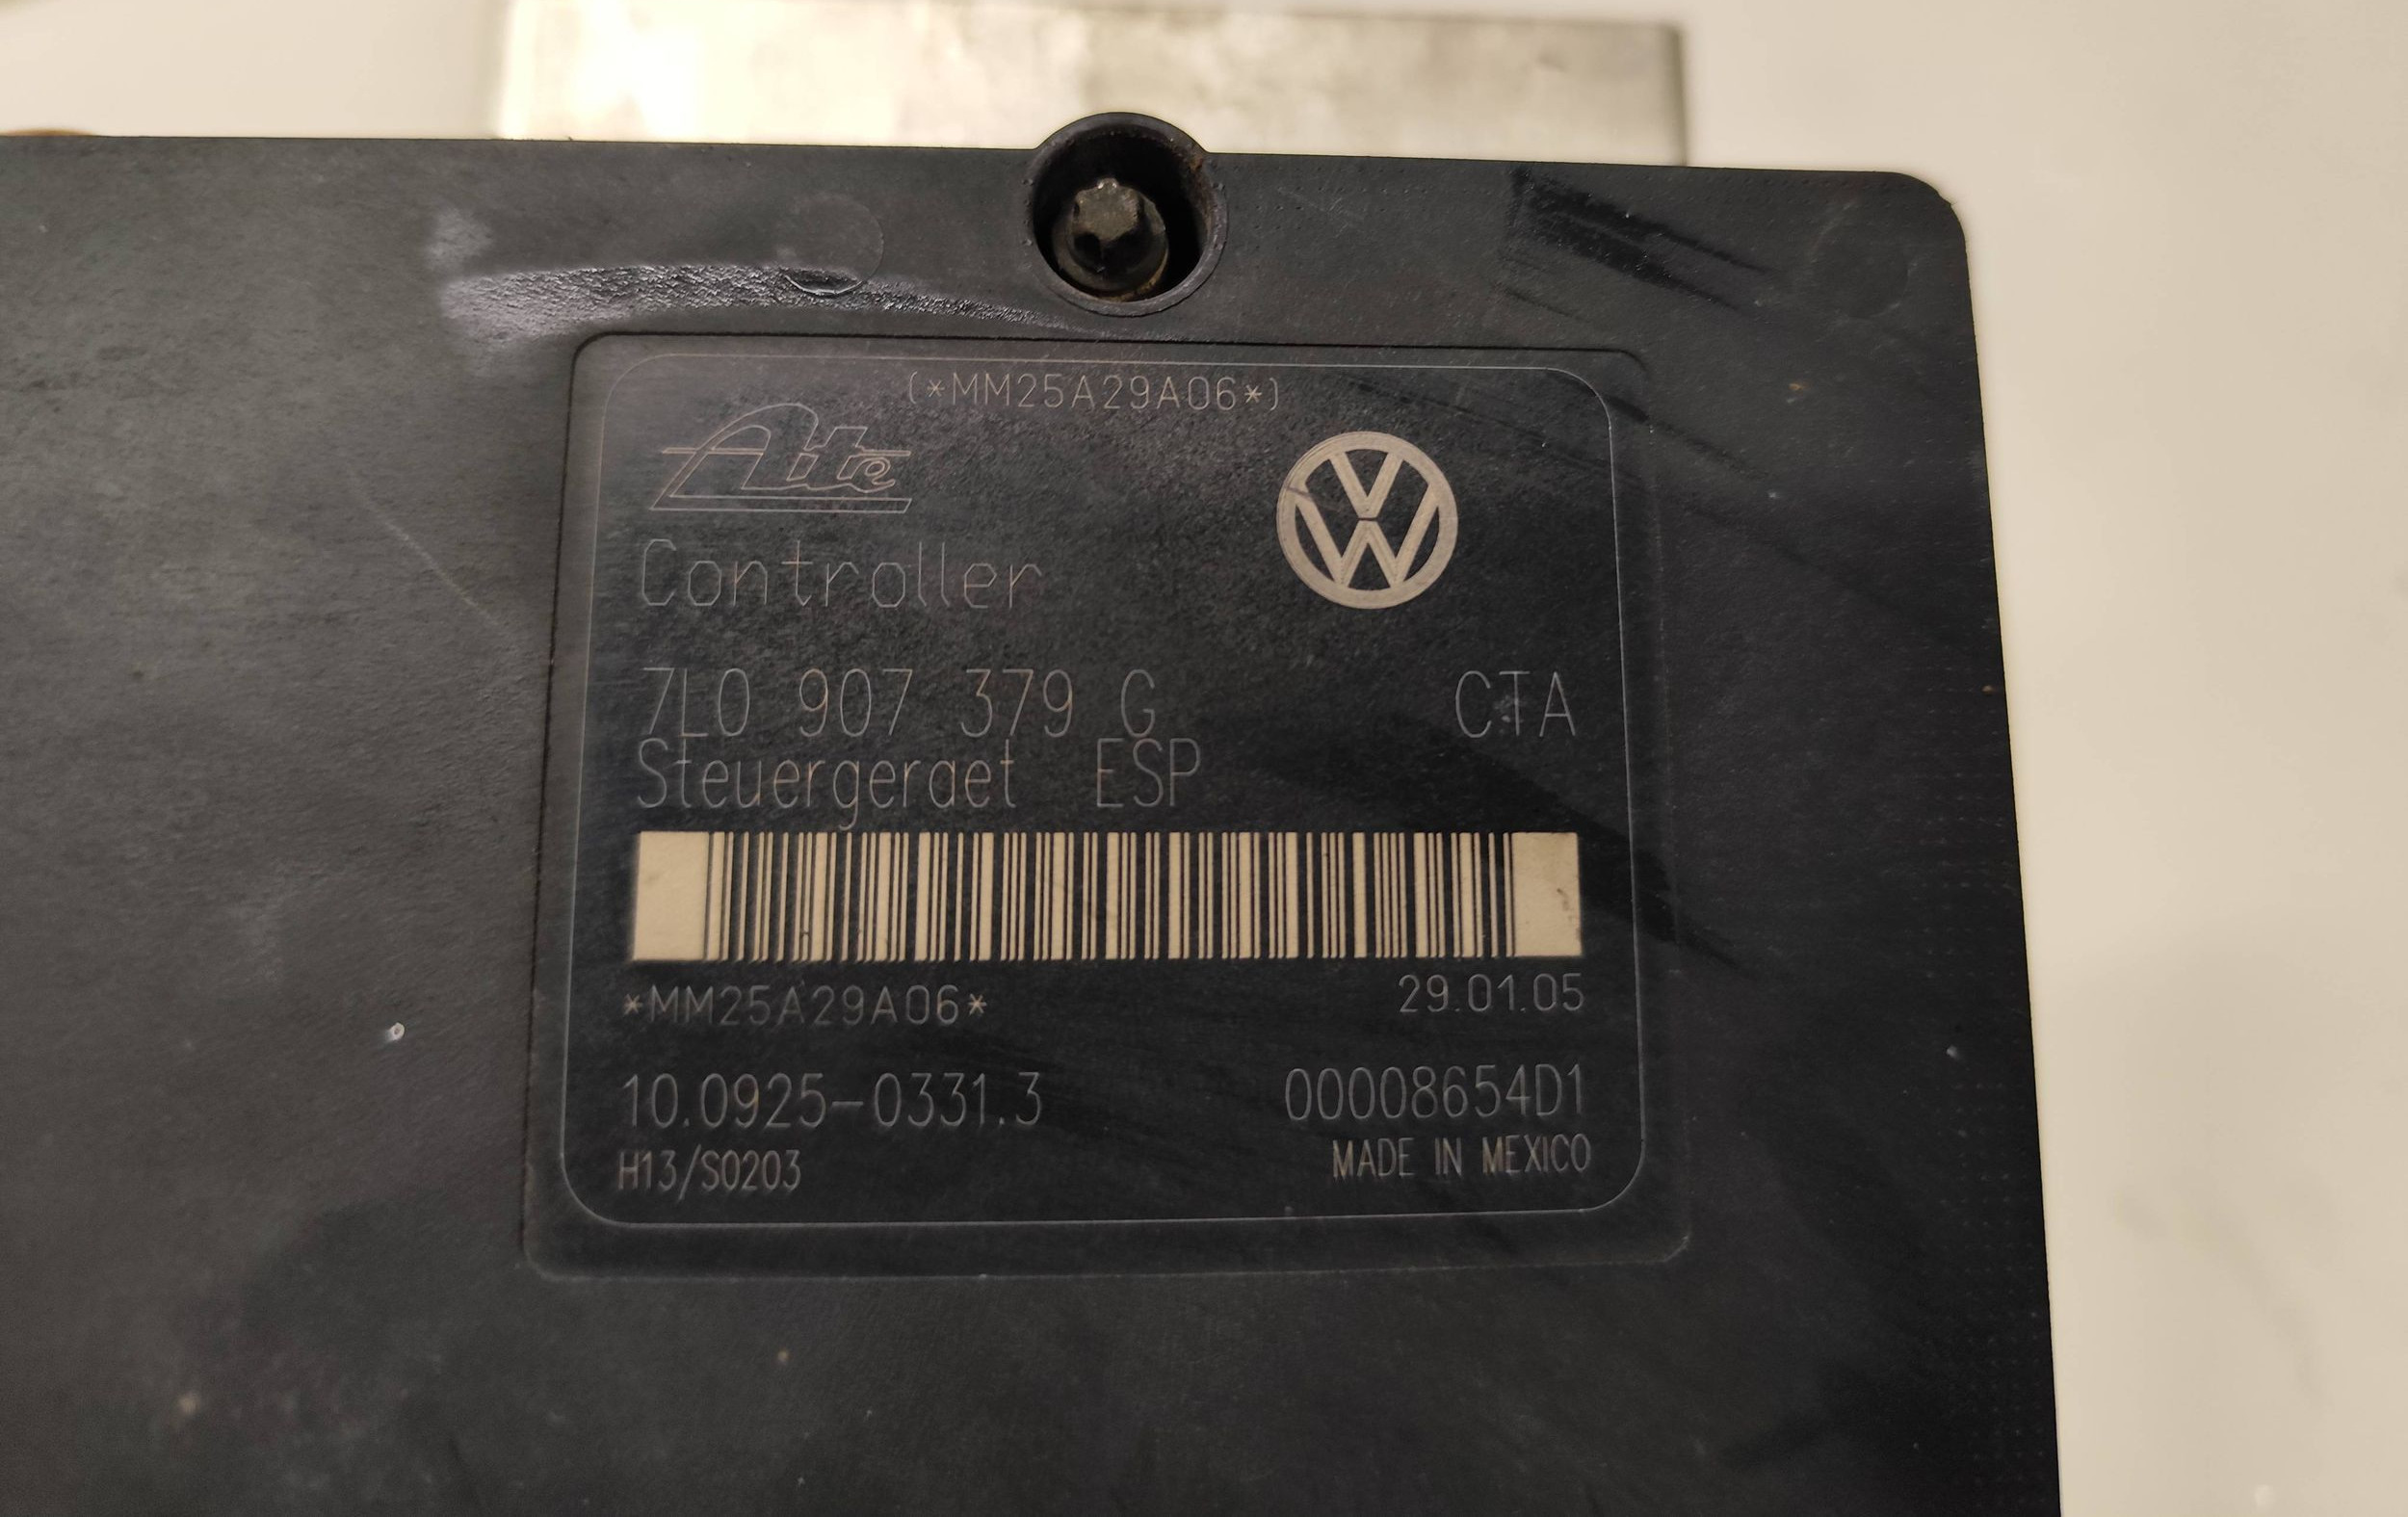 (*MM25A29A06*)
Ate
Controller
7L0 907 379 G CTA
Steuergeraet ESP
*MM25A29A06* 29.01.05
10.0925-0331.3 00008654D1
H13/S0203 MADE IN MEXICO